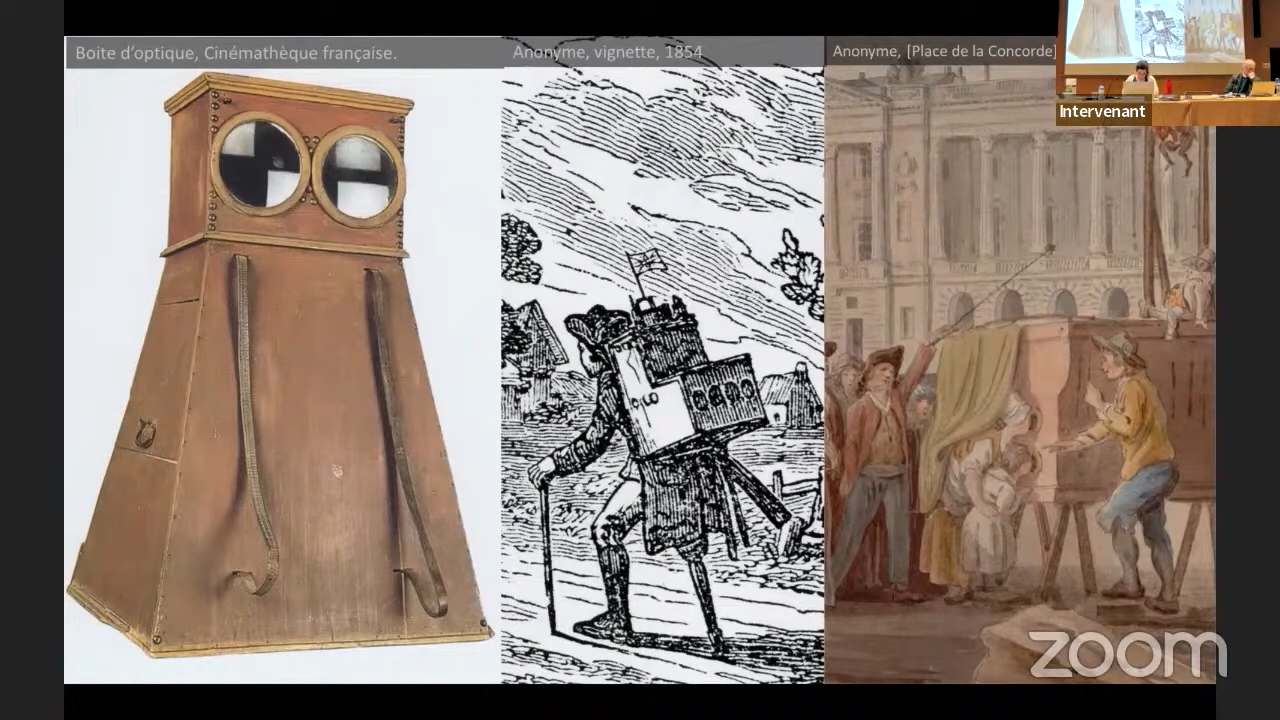 Boite d'optique, Cinémathèque française.
Anonyme, vignette, 1854
Anonyme, [Place de la Concorde]
Intervenant
zoom